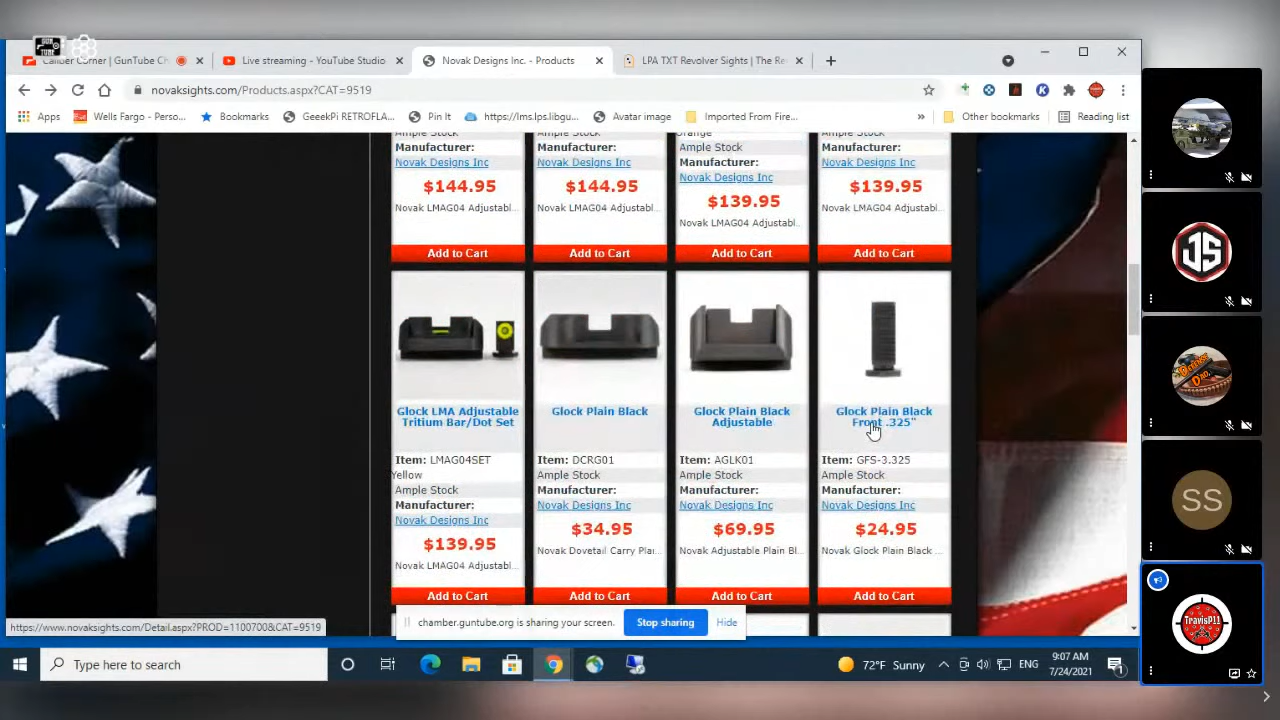 GUN
TUBE
Caliber Corner | GunTube Ch
Live streaming - YouTube Studio
Novak Designs Inc. - Products
LPA TXT Revolver Sights | The Re
novaksights.com/Products.aspx?CAT=9519
Apps
Wells Fargo - Perso...
Bookmarks
GeeekPi RETROFLA...
Pin It
https://lms.lps.libgu...
Avatar image
Imported From Fire...
»
Other bookmarks
Reading list
Ample Stock
Manufacturer:
Novak Designs Inc
$144.95
Novak LMAG04 Adjustabl...
Add to Cart
Ample Stock
Manufacturer:
Novak Designs Inc
$144.95
Novak LMAG04 Adjustabl...
Add to Cart
Orange
Ample Stock
Manufacturer:
Novak Designs Inc
$139.95
Novak LMAG04 Adjustabl...
Add to Cart
Ample Stock
Manufacturer:
Novak Designs Inc
$139.95
Novak LMAG04 Adjustabl...
Add to Cart
Glock LMA Adjustable
Tritium Bar/Dot Set
Item: LMAG04SET
Yellow
Ample Stock
Manufacturer:
Novak Designs Inc
$139.95
Novak LMAG04 Adjustabl...
Add to Cart
Glock Plain Black
Item: DCRG01
Ample Stock
Manufacturer:
Novak Designs Inc
$34.95
Novak Dovetail Carry Plai...
Add to Cart
Glock Plain Black
Adjustable
Item: AGLK01
Ample Stock
Manufacturer:
Novak Designs Inc
$69.95
Novak Adjustable Plain Bl...
Add to Cart
Glock Plain Black
Front .325"
Item: GFS-3.325
Ample Stock
Manufacturer:
Novak Designs Inc
$24.95
Novak Glock Plain Black ...
Add to Cart
chamber.guntube.org is sharing your screen.
Stop sharing
Hide
https://www.novaksights.com/Detail.aspx?PROD=1100700&CAT=9519
Type here to search
72°F Sunny
ENG
9:07 AM
7/24/2021
1
JS
SS
TravisP11